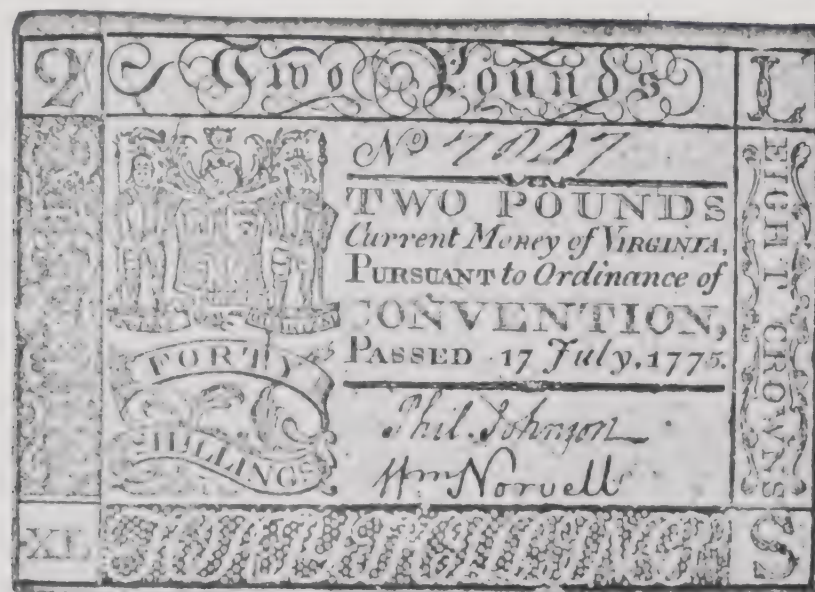 2 Two Pounds L
No 7047
TWO POUNDS
Current Money of VIRGINIA,
PURSUANT to Ordinance of
CONVENTION,
PASSED 17 July, 1775.
FORTY
SHILLINGS
Phil. Johnson
Wm Norvell
EIGHT CROWNS
XL S